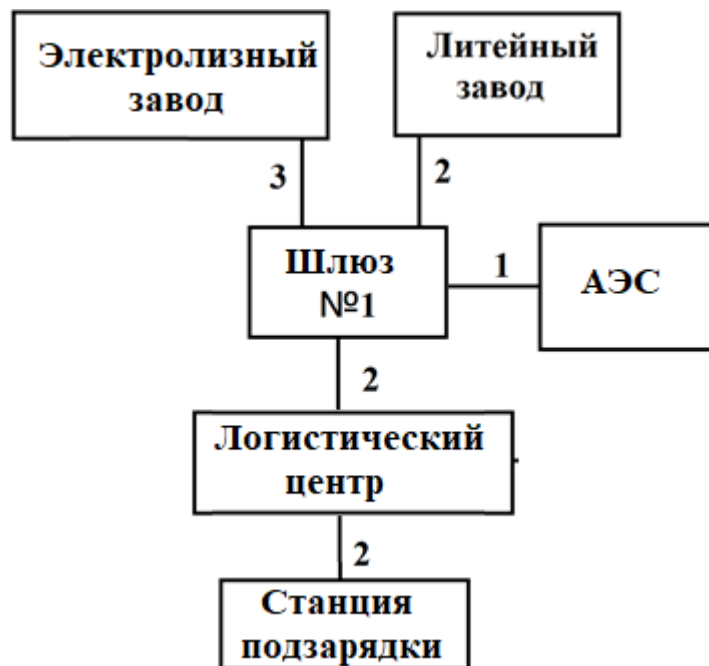 Электролизный
завод
Литейный
завод
3
2
Шлюз
№1
1
АЭС
2
Логистический
центр
2
Станция
подзарядки